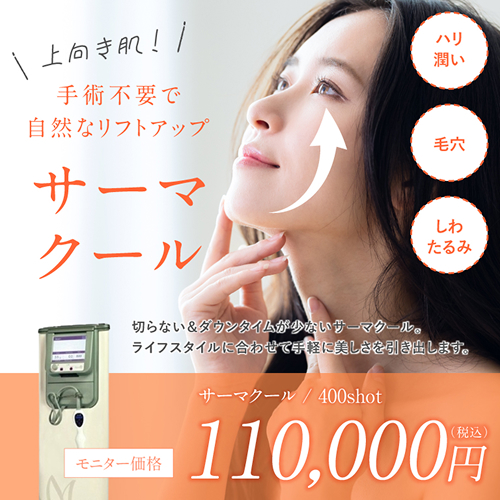 上向き肌！
手術不要で
自然なリフトアップ
サーマ
クール
ハリ
潤い
毛穴
しわ
たるみ
切らない＆ダウンタイムが少ないサーマクール。
ライフスタイルに合わせて手軽に美しさを引き出します。
サーマクール / 400shot
モニター価格
110,000円
(税込)